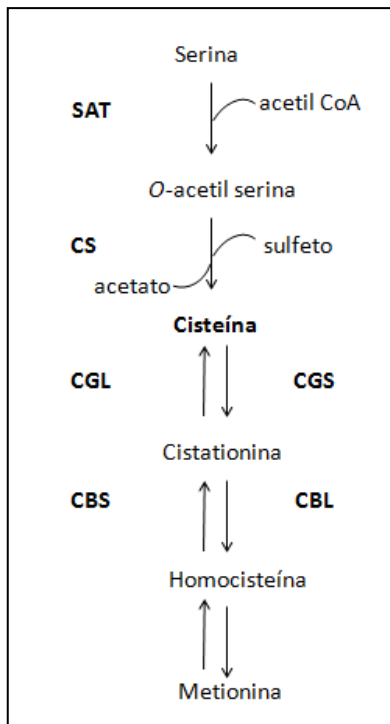 Serina
SAT
acetil CoA
O-acetil serina
CS
sulfeto
acetato
Cisteína
CGL CGS
Cistationina
CBS CBL
Homocisteína
Metionina